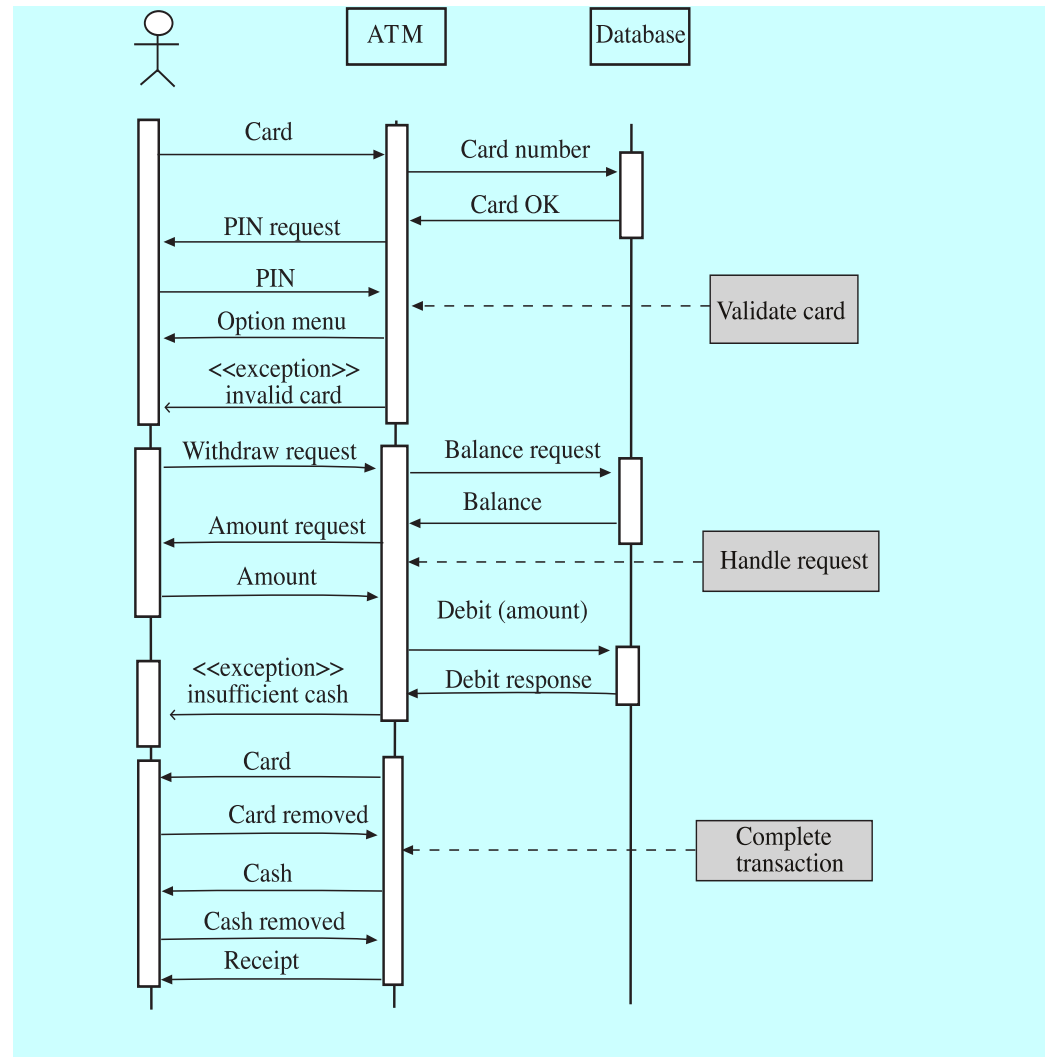 ATM
Database
Card
Card number
Card OK
PIN request
PIN
Validate card
Option menu
<<exception>>
invalid card
Withdraw request
Balance request
Balance
Amount request
Handle request
Amount
Debit (amount)
<<exception>>
insufficient cash
Debit response
Card
Card removed
Complete
transaction
Cash
Cash removed
Receipt